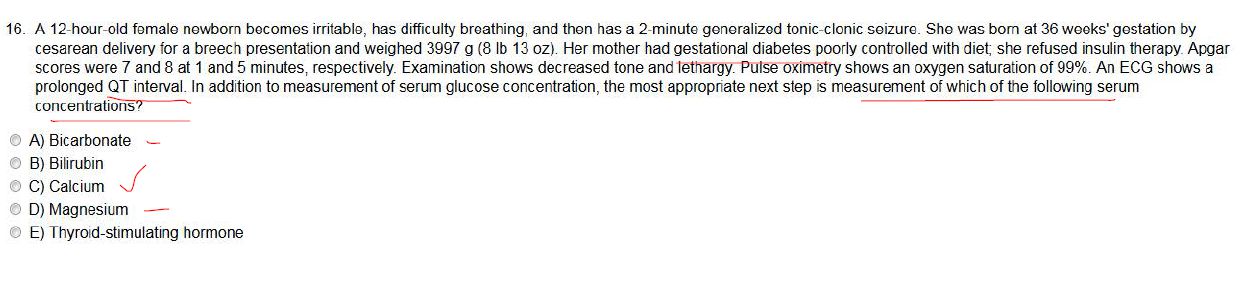 16. A 12-hour-old female newborn becomes irritable, has difficulty breathing, and then has a 2-minute generalized tonic-clonic seizure. She was born at 36 weeks' gestation by
cesarean delivery for a breech presentation and weighed 3997 g (8 lb 13 oz). Her mother had gestational diabetes poorly controlled with diet; she refused insulin therapy. Apgar
scores were 7 and 8 at 1 and 5 minutes, respectively. Examination shows decreased tone and lethargy. Pulse oximetry shows an oxygen saturation of 99%. An ECG shows a
prolonged QT interval. In addition to measurement of serum glucose concentration, the most appropriate next step is measurement of which of the following serum
concentrations?
A) Bicarbonate
B) Bilirubin
C) Calcium
D) Magnesium
E) Thyroid-stimulating hormone